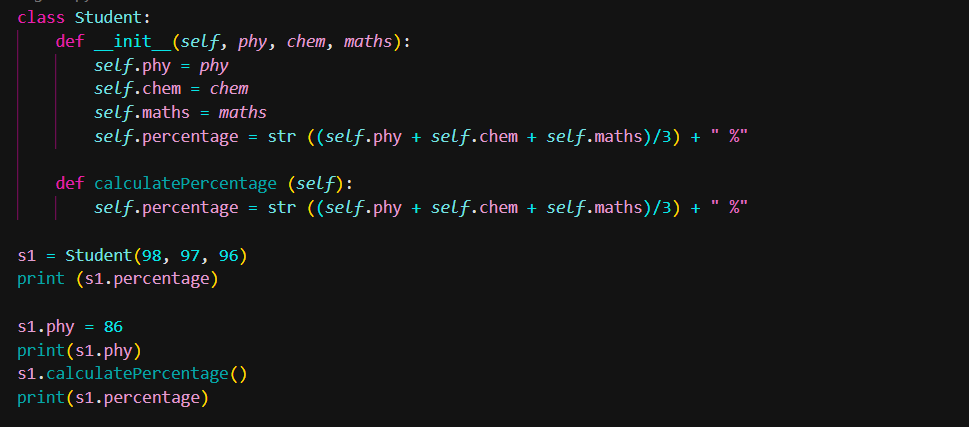 class Student:
    def __init__(self, phy, chem, maths):
        self.phy = phy
        self.chem = chem
        self.maths = maths
        self.percentage = str ((self.phy + self.chem + self.maths)/3) + " %"
    def calculatePercentage (self):
        self.percentage = str ((self.phy + self.chem + self.maths)/3) + " %"
s1 = Student(98, 97, 96)
print (s1.percentage)
s1.phy = 86
print(s1.phy)
s1.calculatePercentage()
print(s1.percentage)